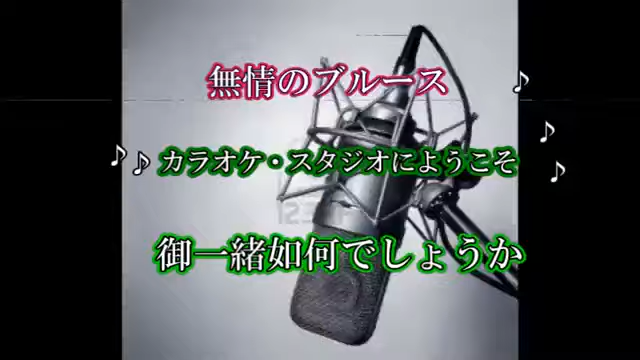 無情のブルース
カラオケ・スタジオにようこそ
御一緒如何でしょうか